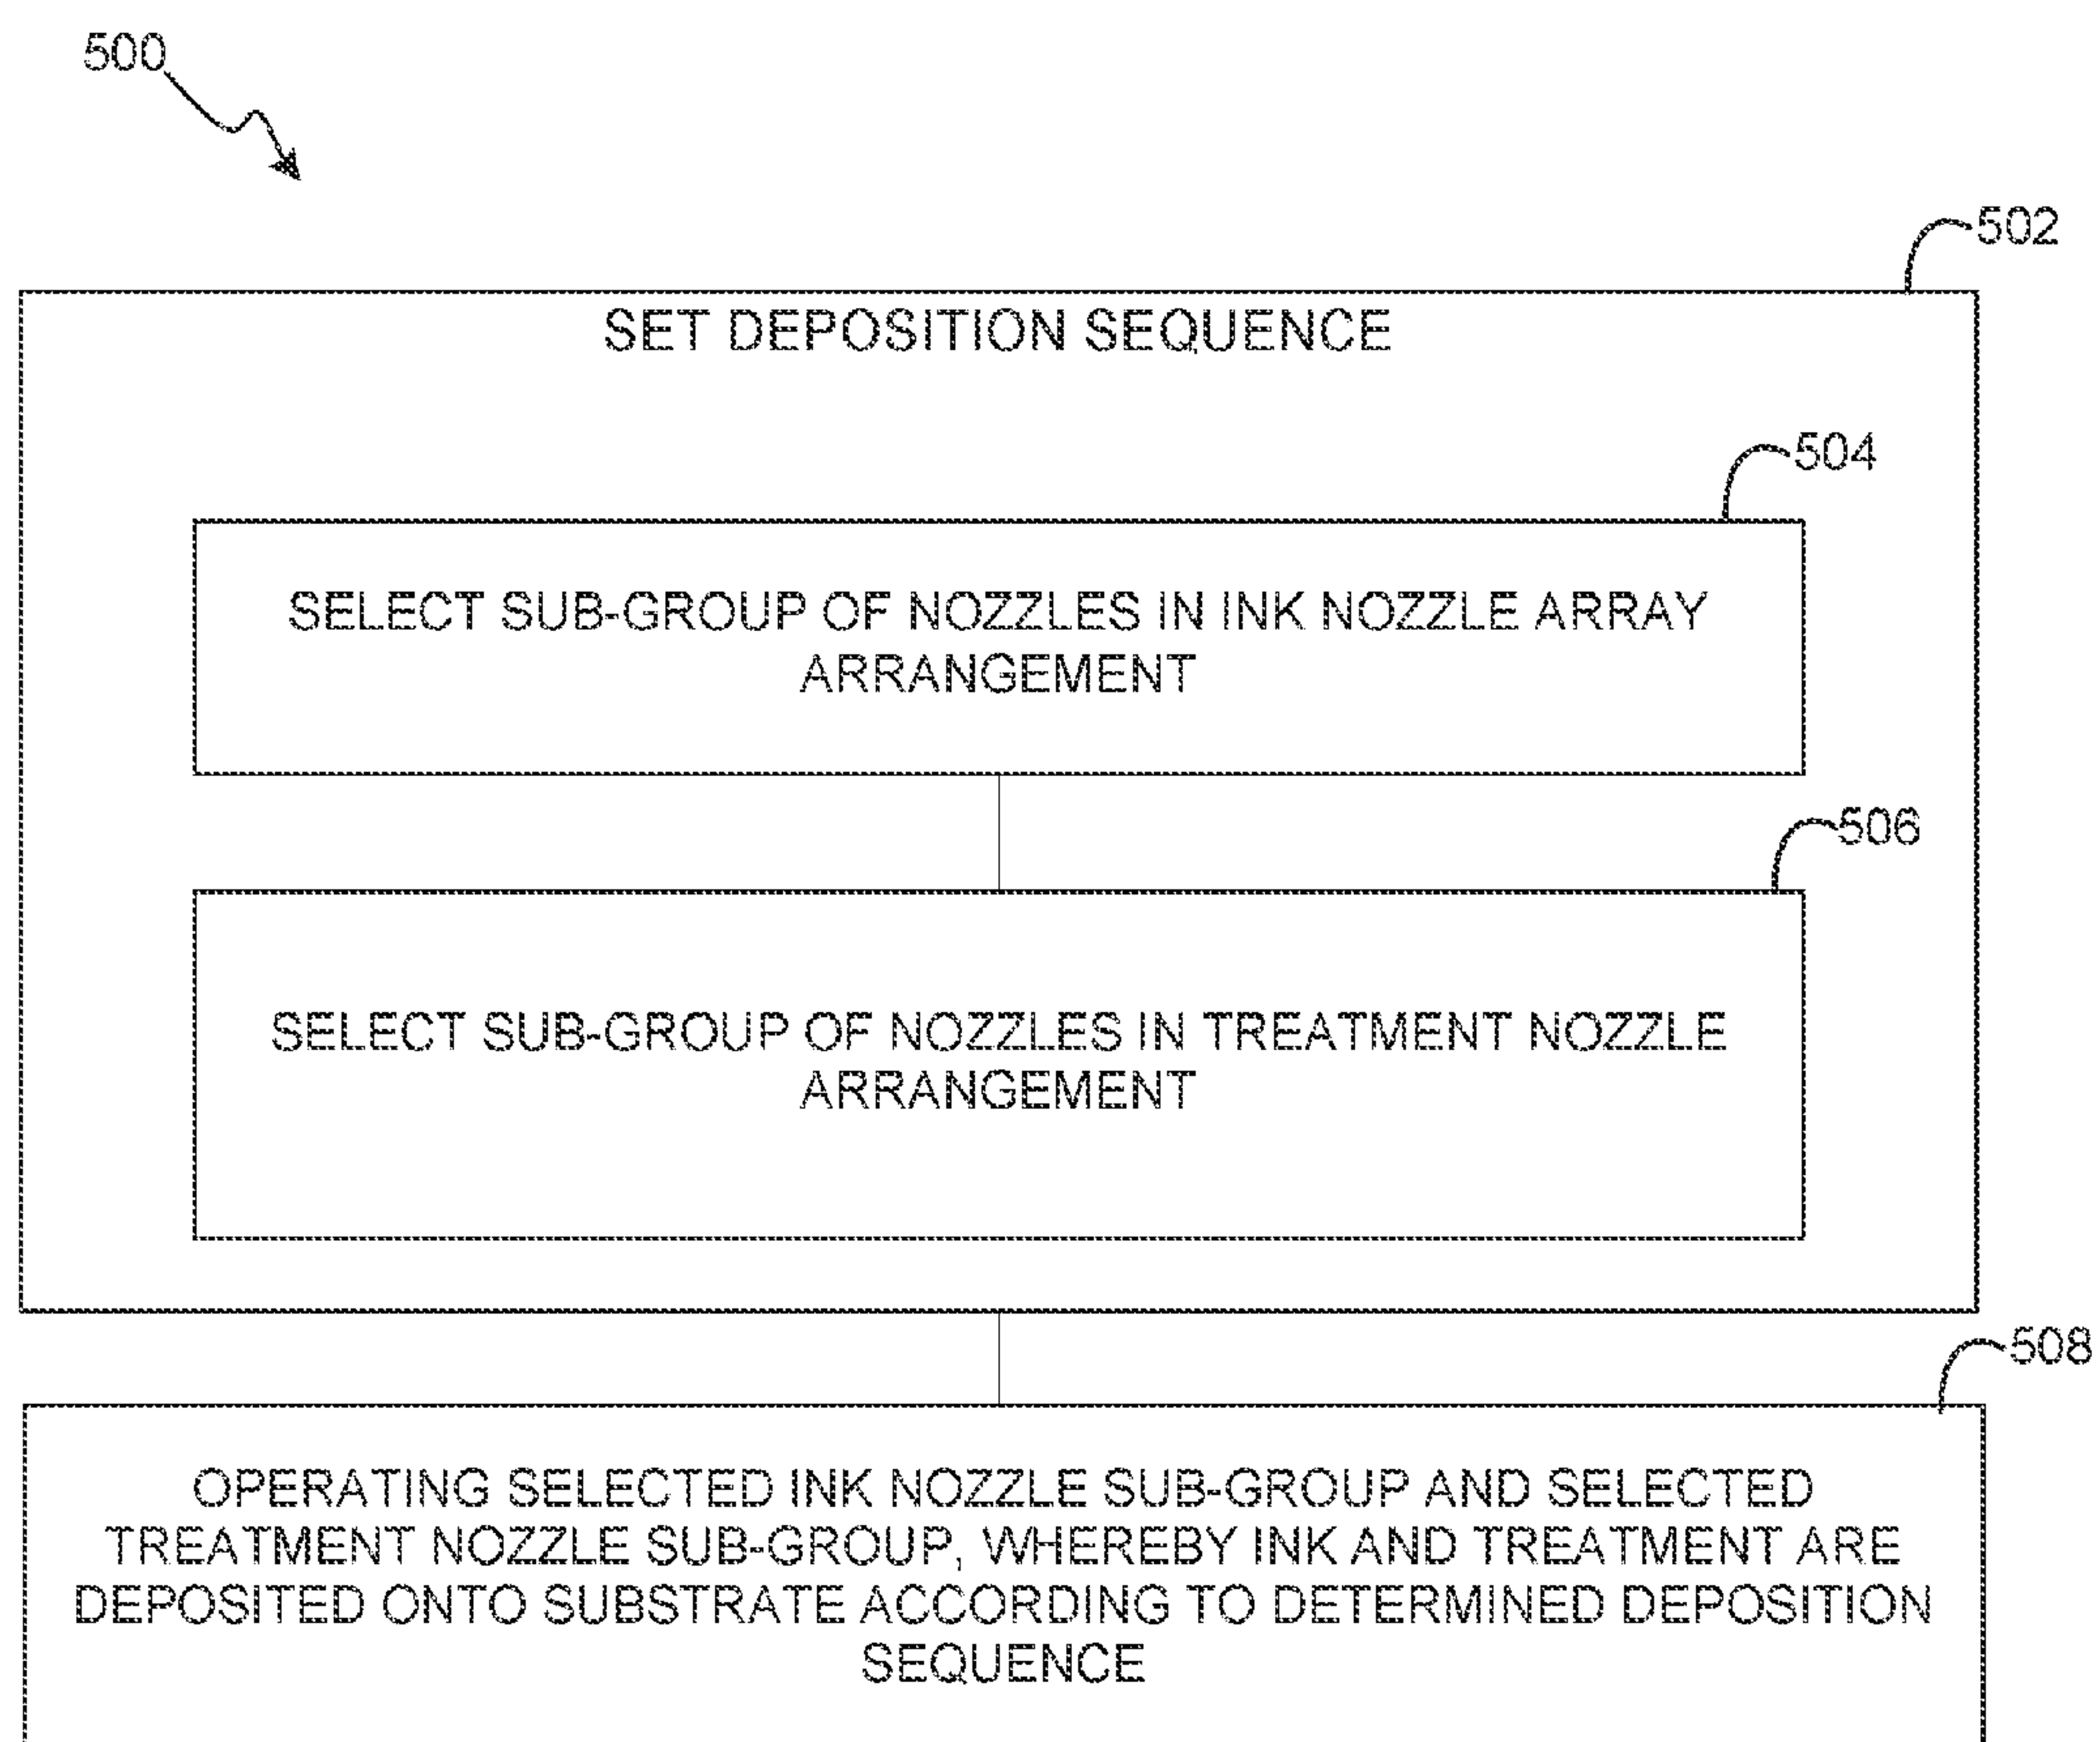 500
502
SET DEPOSITION SEQUENCE
504
SELECT SUB-GROUP OF NOZZLES IN INK NOZZLE ARRAY
ARRANGEMENT
506
SELECT SUB-GROUP OF NOZZLES IN TREATMENT NOZZLE
ARRANGEMENT
508
OPERATING SELECTED INK NOZZLE SUB-GROUP AND SELECTED
TREATMENT NOZZLE SUB-GROUP, WHEREBY INK AND TREATMENT ARE
DEPOSITED ONTO SUBSTRATE ACCORDING TO DETERMINED DEPOSITION
SEQUENCE